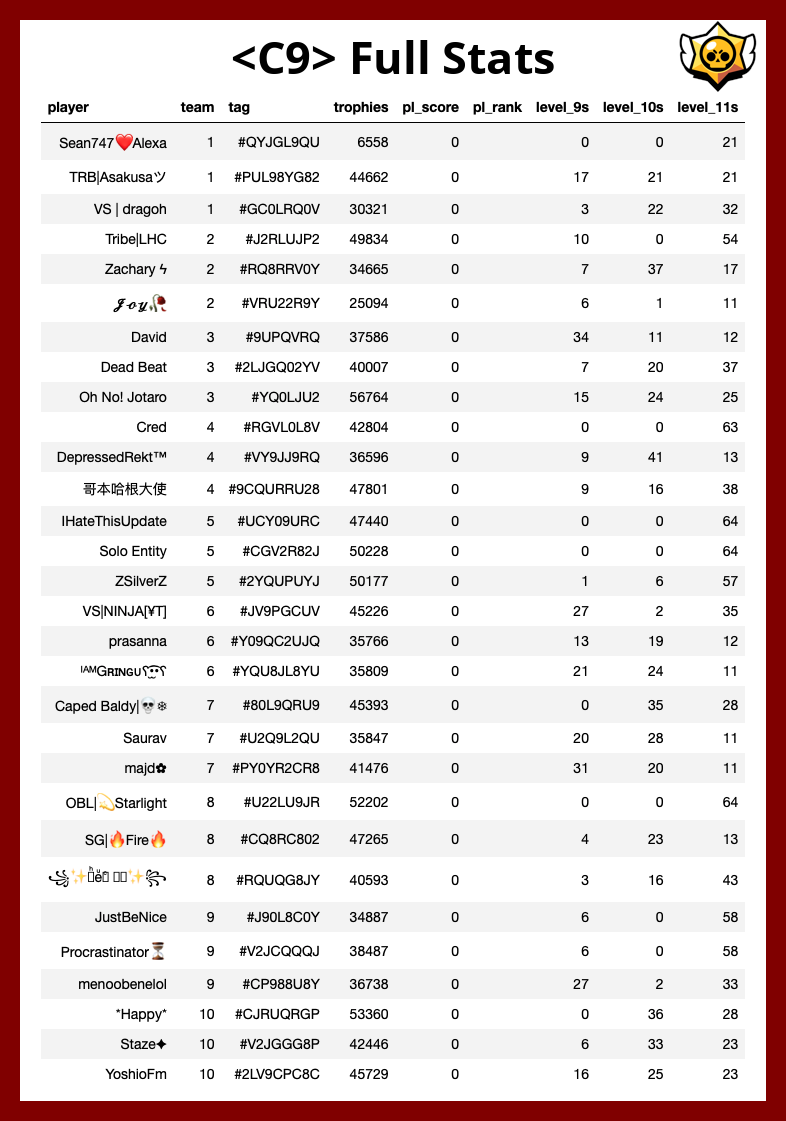 <C9> Full Stats
player team tag trophies pl_score pl_rank level_9s level_10s level_11s
Sean747❤️Alexa 1 #QYJGL9QU 6558 0 0 0 21
TRB|Asakusaツ 1 #PUL98YG82 44662 0 17 21 21
VS | dragoh 1 #GC0LRQ0V 30321 0 3 22 32
Tribe|LHC 2 #J2RLUJP2 49834 0 10 0 54
Zachary ϟ 2 #RQ8RRV0Y 34665 0 7 37 17
𝓙𝓸𝔂🥀 2 #VRU22R9Y 25094 0 6 1 11
David 3 #9UPQVRQ 37586 0 34 11 12
Dead Beat 3 #2LJGQ02YV 40007 0 7 20 37
Oh No! Jotaro 3 #YQ0LJU2 56764 0 15 24 25
Cred 4 #RGVL0L8V 42804 0 0 0 63
DepressedRekt™ 4 #VY9JJ9RQ 36596 0 9 41 13
哥本哈根大使 4 #9CQURRU28 47801 0 9 16 38
IHateThisUpdate 5 #UCY09URC 47440 0 0 0 64
Solo Entity 5 #CGV2R82J 50228 0 0 0 64
ZSilverZ 5 #2YQUPUYJ 50177 0 1 6 57
VS|NINJA[¥T] 6 #JV9PGCUV 45226 0 27 2 35
prasanna 6 #Y09QC2UJQ 35766 0 13 19 12
ᴵᴬᴹGʀɪɴɢᴜ 6 #YQU8JL8YU 35809 0 21 24 11
Caped Baldy|💀❄ 7 #80L9QRU9 45393 0 0 35 28
Saurav 7 #U2Q9L2QU 35847 0 20 28 11
majd✿ 7 #PY0YR2CR8 41476 0 31 20 11
OBL|💫Starlight 8 #U22LU9JR 52202 0 0 0 64
SG|🔥Fire🔥 8 #CQ8RC802 47265 0 4 23 13
8 #RQUQG8JY 40593 0 3 16 43
JustBeNice 9 #J90L8C0Y 34887 0 6 0 58
Procrastinator⏳ 9 #V2JCQQQJ 38487 0 6 0 58
menoobenelol 9 #CP988U8Y 36738 0 27 2 33
*Happy* 10 #CJRUQRGP 53360 0 0 36 28
Staze✦ 10 #V2JGGG8P 42446 0 6 33 23
YoshioFm 10 #2LV9CPC8C 45729 0 16 25 23